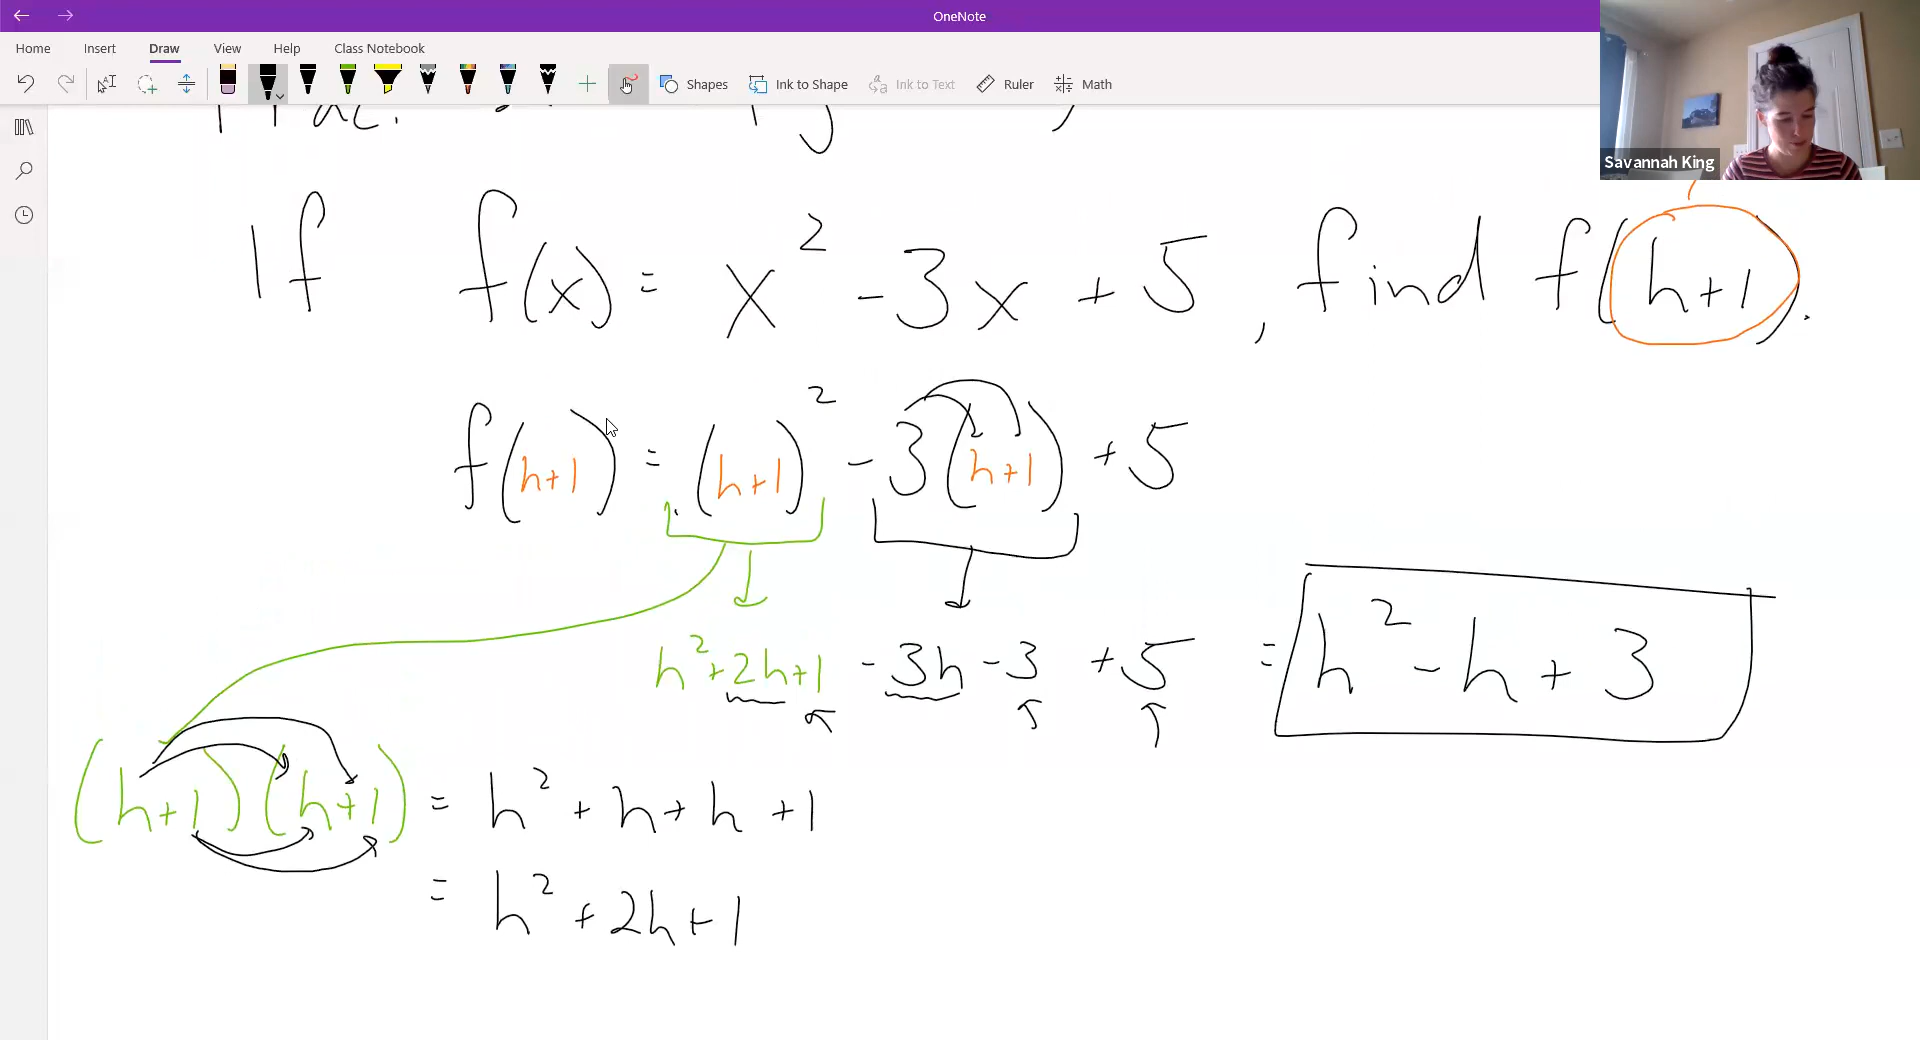 OneNote
Home Insert Draw View Help Class Notebook
Shapes Ink to Shape Ink to Text Ruler Math
Savannah King
If f(x) = x² - 3x + 5, find f(h+1).
f(h+1) = (h+1)² - 3(h+1) + 5
h² + 2h + 1 - 3h - 3 + 5 = h² - h + 3
(h+1)(h+1) = h² + h + h + 1
= h² + 2h + 1